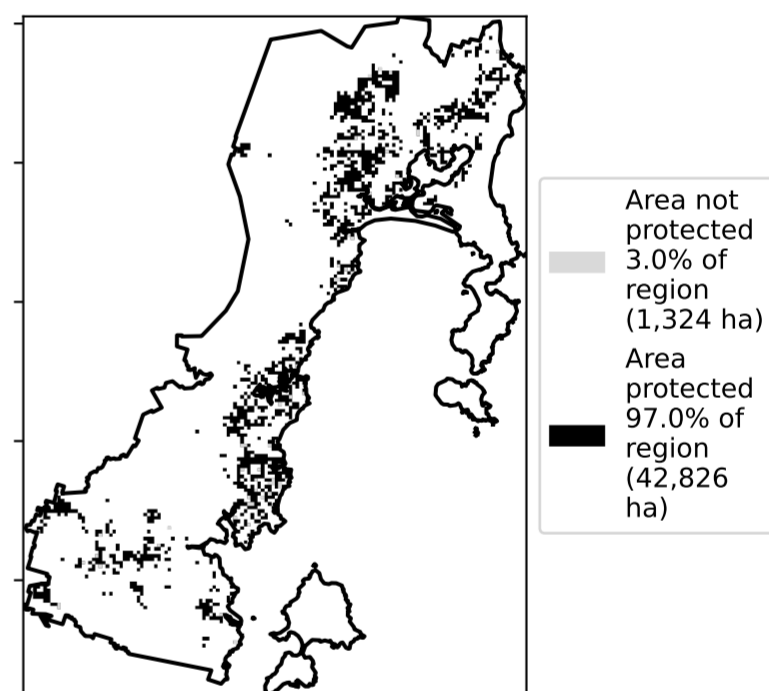 Area not
protected
3.0% of
region
(1,324 ha)
Area
protected
97.0% of
region
(42,826
ha)